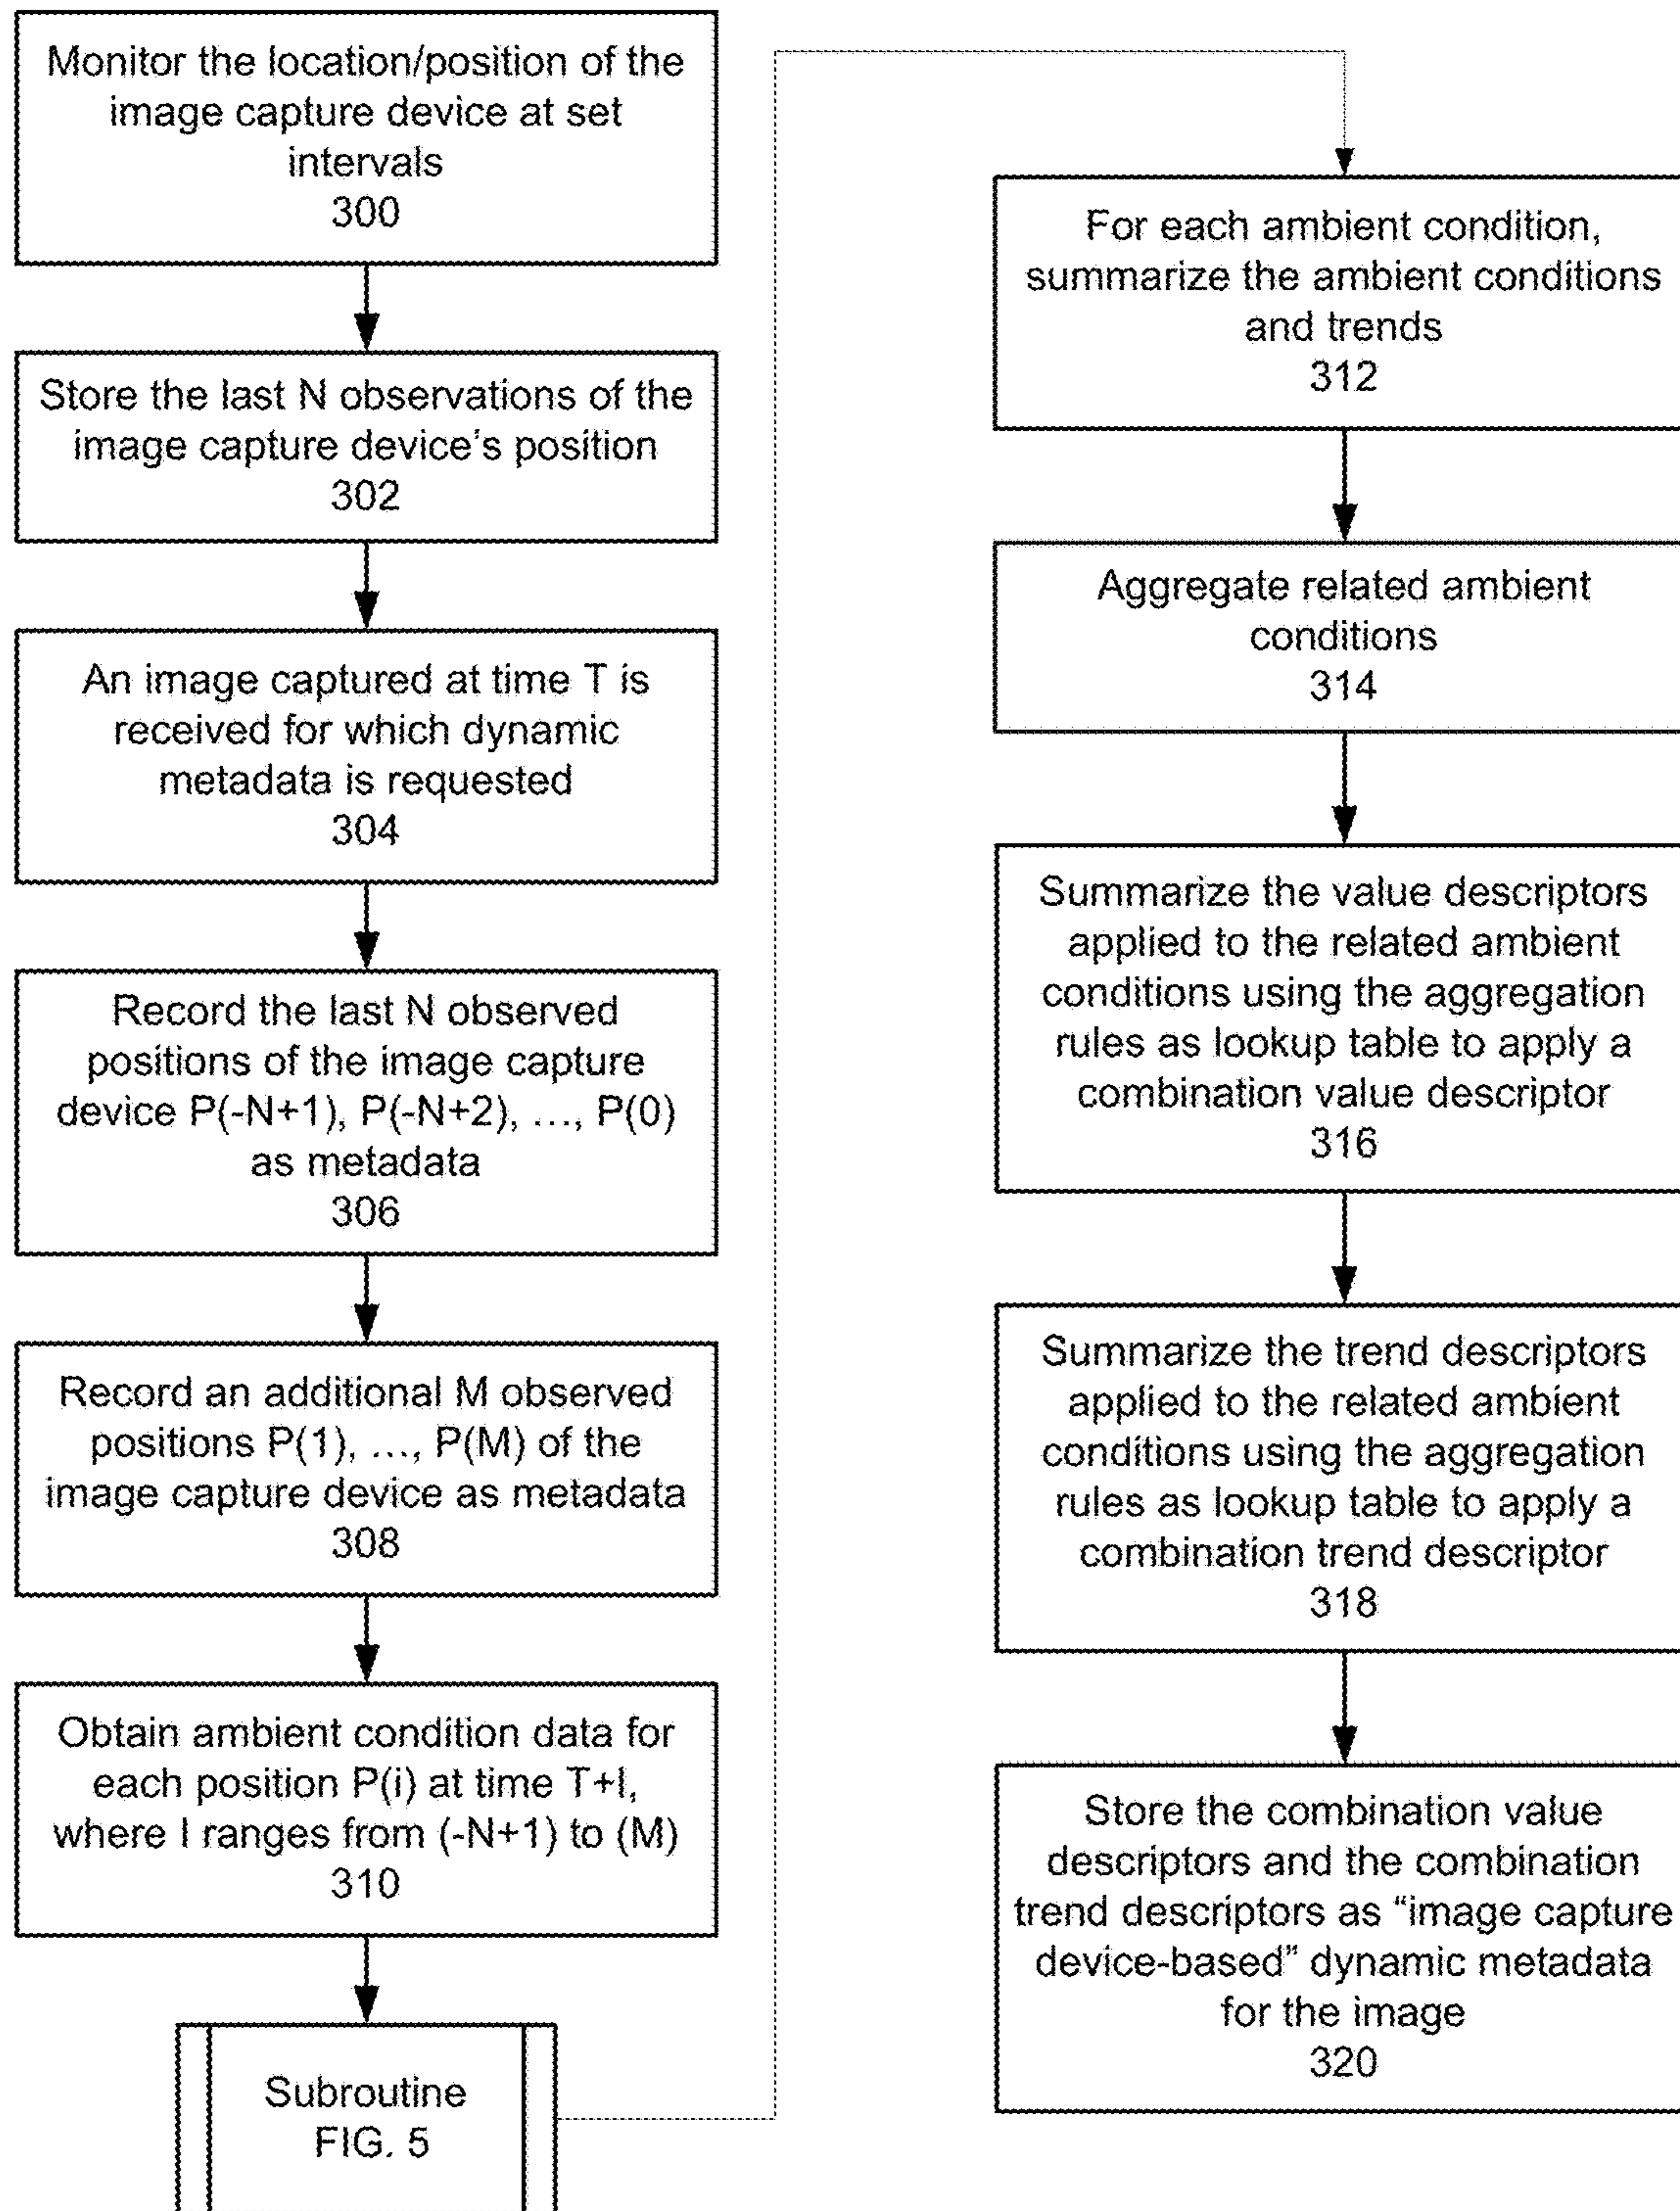 Monitor the location/position of the
image capture device at set
intervals
300
Store the last N observations of the
image capture device's position
302
An image captured at time T is
received for which dynamic
metadata is requested
304
Record the last N observed
positions of the image capture
device P(-N+1), P(-N+2), ..., P(0)
as metadata
306
Record an additional M observed
positions P(1), ..., P(M) of the
image capture device as metadata
308
Obtain ambient condition data for
each position P(i) at time T+I,
where I ranges from (-N+1) to (M)
310
Subroutine
FIG. 5
For each ambient condition,
summarize the ambient conditions
and trends
312
Aggregate related ambient
conditions
314
Summarize the value descriptors
applied to the related ambient
conditions using the aggregation
rules as lookup table to apply a
combination value descriptor
316
Summarize the trend descriptors
applied to the related ambient
conditions using the aggregation
rules as lookup table to apply a
combination trend descriptor
318
Store the combination value
descriptors and the combination
trend descriptors as “image capture
device-based” dynamic metadata
for the image
320